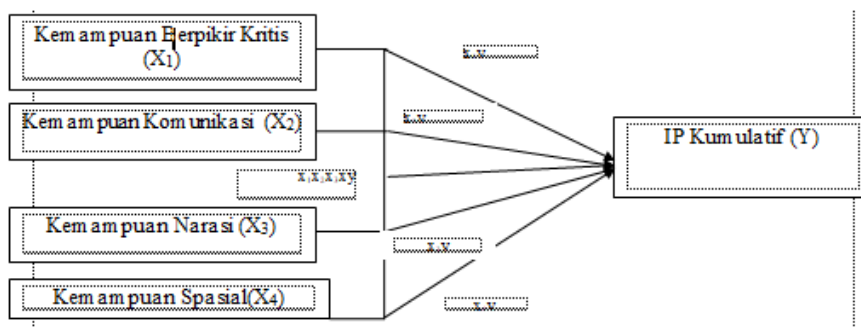 Kemampuan Berpikir Kritis
(X1)
x,y
Kemampuan Komunikasi (X2)
x,y
IP Kumulatif (Y)
Kemampuan Narasi (X3)
Kemampuan Spasial(X4)